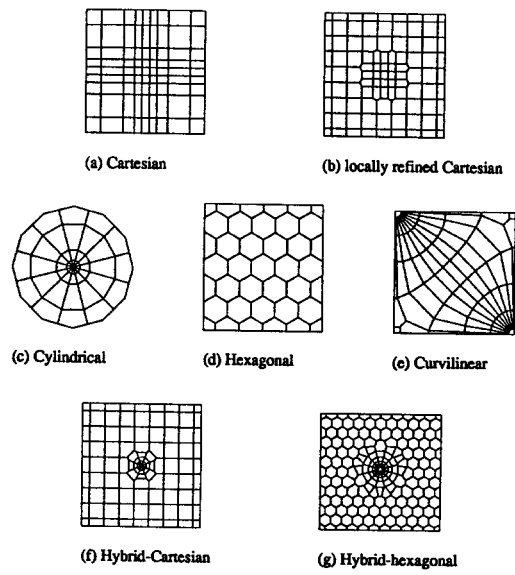 (a) Cartesian
(b) locally refined Cartesian
(c) Cylindrical
(d) Hexagonal
(e) Curvilinear
(f) Hybrid-Cartesian
(g) Hybrid-hexagonal